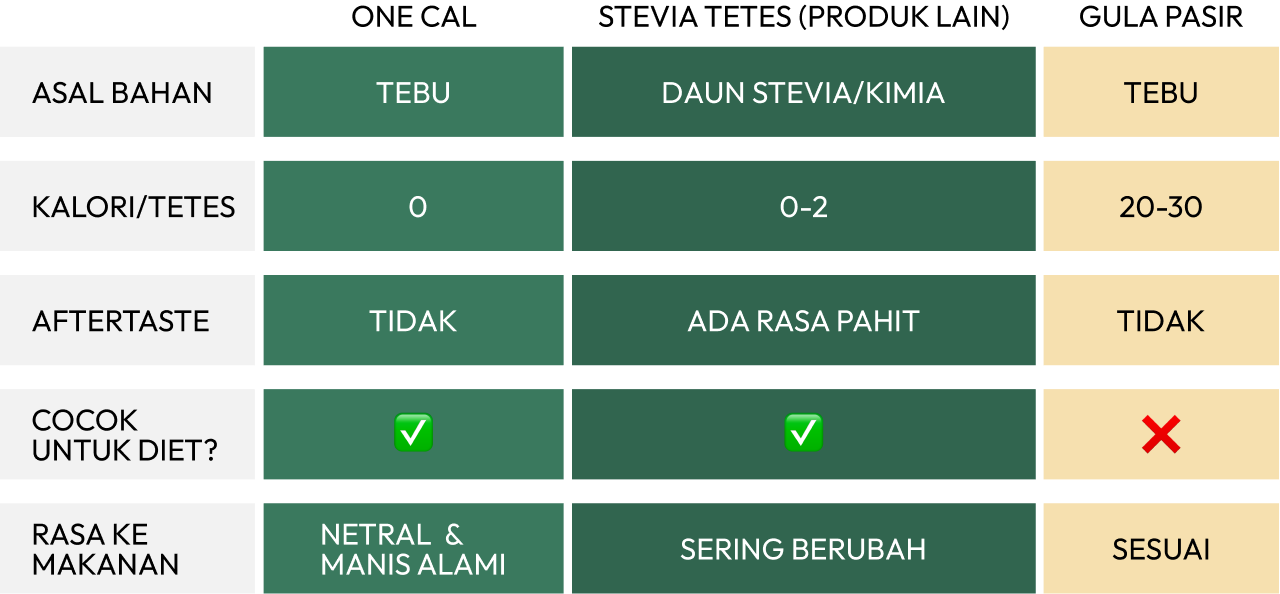 ONE CAL
STEVIA TETES (PRODUK LAIN)
GULA PASIR
ASAL BAHAN
TEBU
DAUN STEVIA/KIMIA
TEBU
KALORI/TETES
0
0-2
20-30
AFTERTASTE
TIDAK
ADA RASA PAHIT
TIDAK
COCOK
UNTUK DIET?
RASA KE
MAKANAN
NETRAL &
MANIS ALAMI
SERING BERUBAH
SESUAI